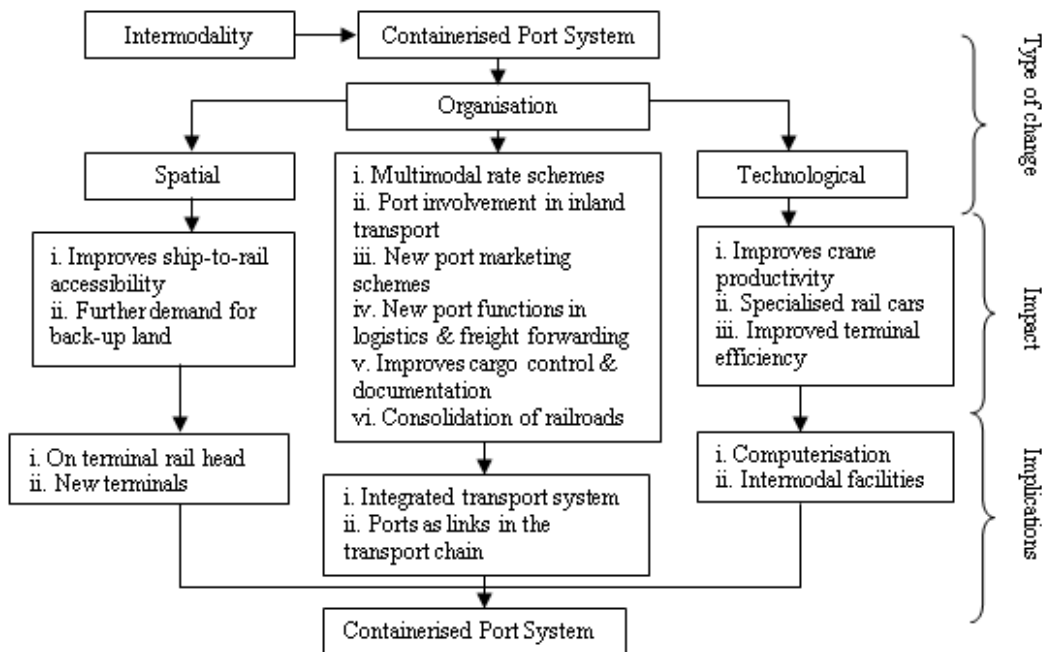 Intermodality
Containerised Port System
Organisation
Spatial
i. Multimodal rate schemes
ii. Port involvement in inland
transport
iii. New port marketing
schemes
iv. New port functions in
logistics & freight forwarding
v. Improves cargo control &
documentation
vi. Consolidation of railroads
Technological
Type of change
i. Improves ship-to-rail
accessibility
ii. Further demand for
back-up land
i. Improves crane
productivity
ii. Specialised rail cars
iii. Improved terminal
efficiency
Impact
i. On terminal rail head
ii. New terminals
i. Integrated transport system
ii. Ports as links in the
transport chain
i. Computerisation
ii. Intermodal facilities
Implications
Containerised Port System